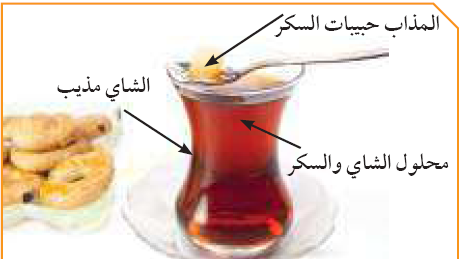 المذاب حبيبات السكر
الشاي مذيب
محلول الشاي والسكر